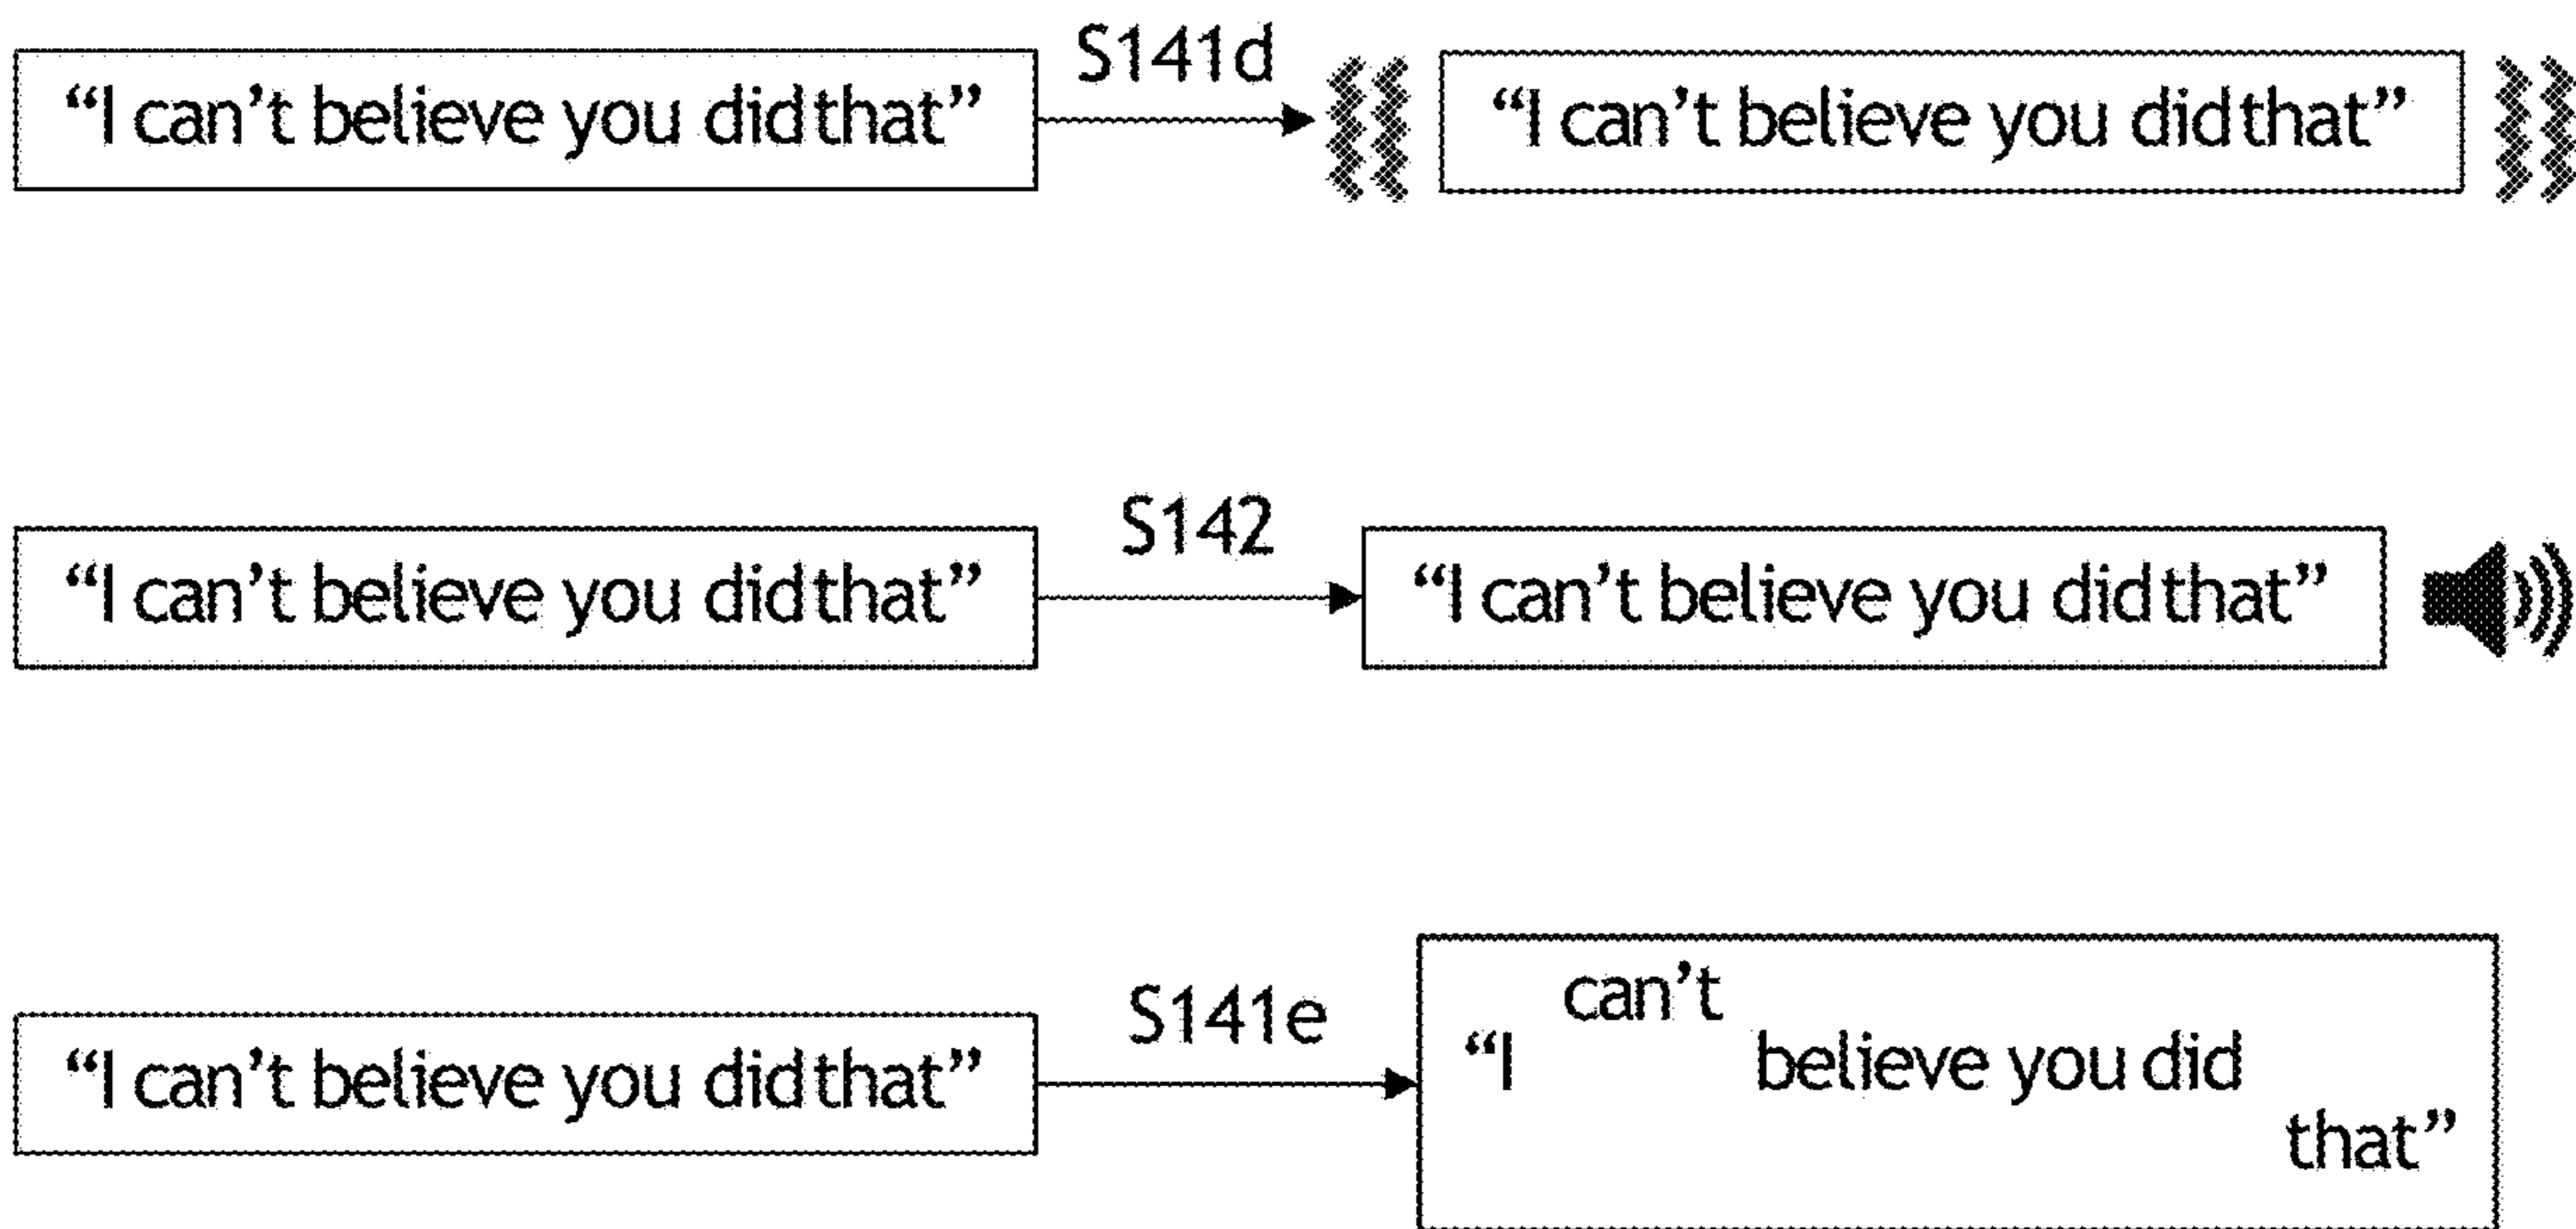 S141d
“I can’t believe you did that” “I can’t believe you did that”
S142
“I can’t believe you did that” “I can’t believe you did that”
S141e
can’t
“I can’t believe you did that” “I believe you did
that”